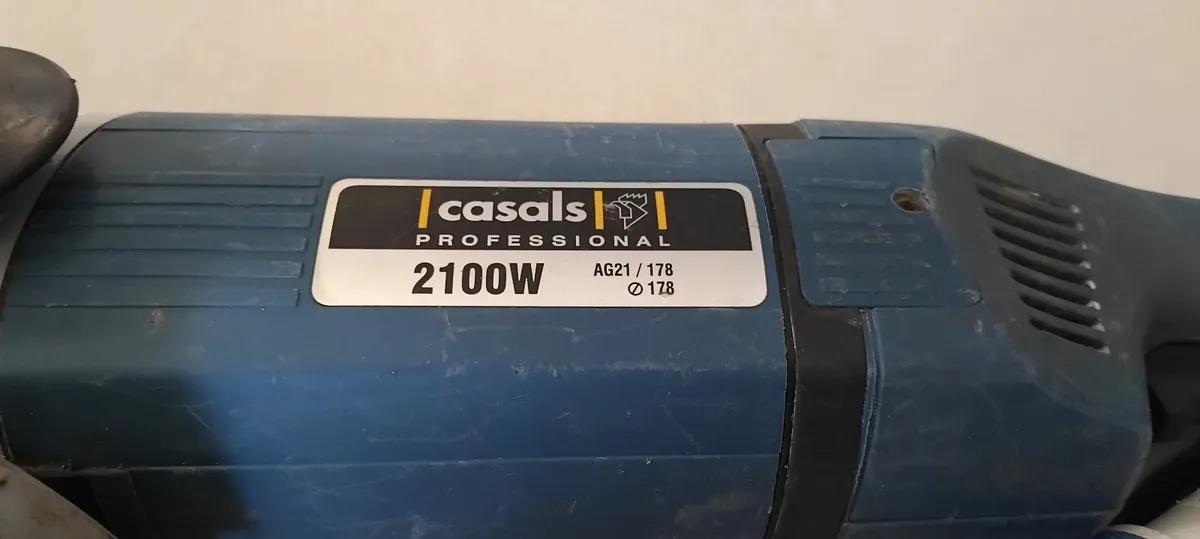 casals
PROFESSIONAL
2100W
AG21 / 178
⌀ 178